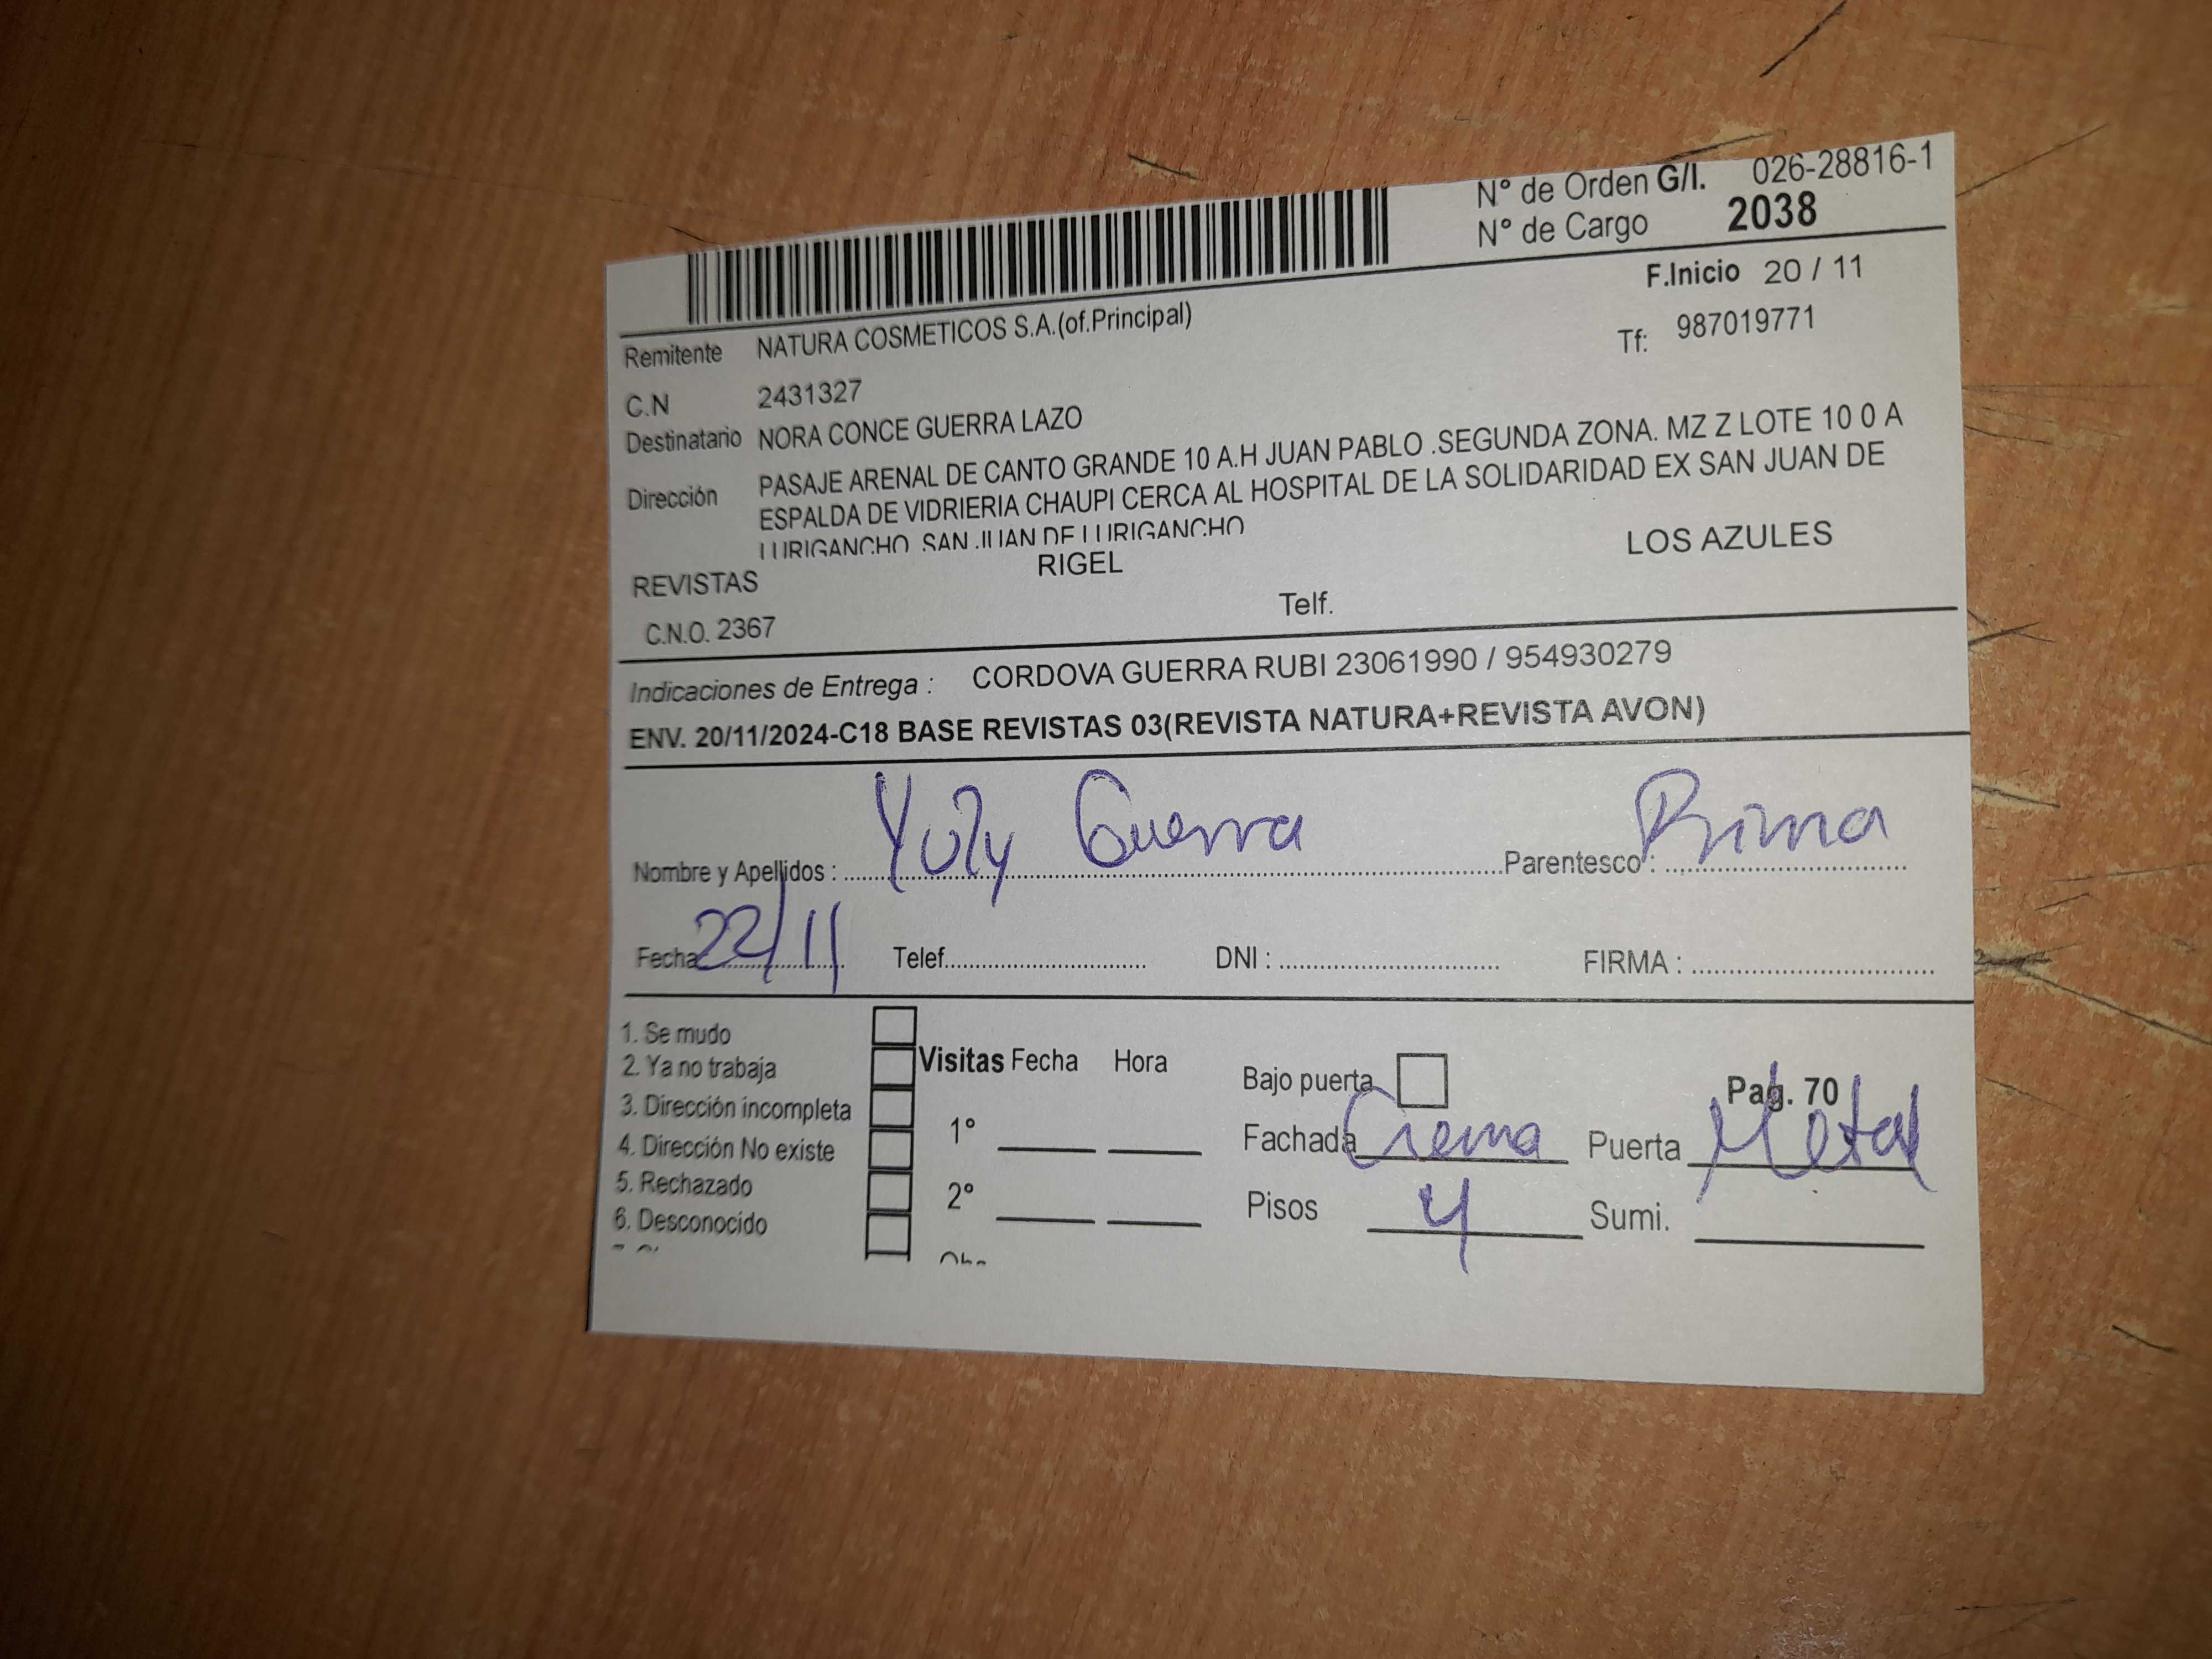 N° de Orden G/I. 026-28816-1
N° de Cargo 2038
F.Inicio 20 / 11
Remitente NATURA COSMETICOS S.A.(of.Principal) Tf: 987019771
C.N 2431327
Destinatario NORA CONCE GUERRA LAZO
Dirección PASAJE ARENAL DE CANTO GRANDE 10 A.H JUAN PABLO .SEGUNDA ZONA. MZ Z LOTE 10 0 A
ESPALDA DE VIDRIERIA CHAUPI CERCA AL HOSPITAL DE LA SOLIDARIDAD EX SAN JUAN DE
LURIGANCHO SAN JUAN DE LURIGANCHO
REVISTAS RIGEL LOS AZULES
C.N.O. 2367 Telf.
Indicaciones de Entrega : CORDOVA GUERRA RUBI 23061990 / 954930279
ENV. 20/11/2024-C18 BASE REVISTAS 03(REVISTA NATURA+REVISTA AVON)
Nombre y Apellidos : Yuly Guerra Parentesco : Prima
Fecha 22/11 Telef. DNI : FIRMA :
1. Se mudo
2. Ya no trabaja Visitas Fecha Hora Bajo puerta Pag. 70
3. Dirección incompleta 1° Fachada Crema Puerta Metal
4. Dirección No existe
5. Rechazado 2° Pisos 4 Sumi.
6. Desconocido